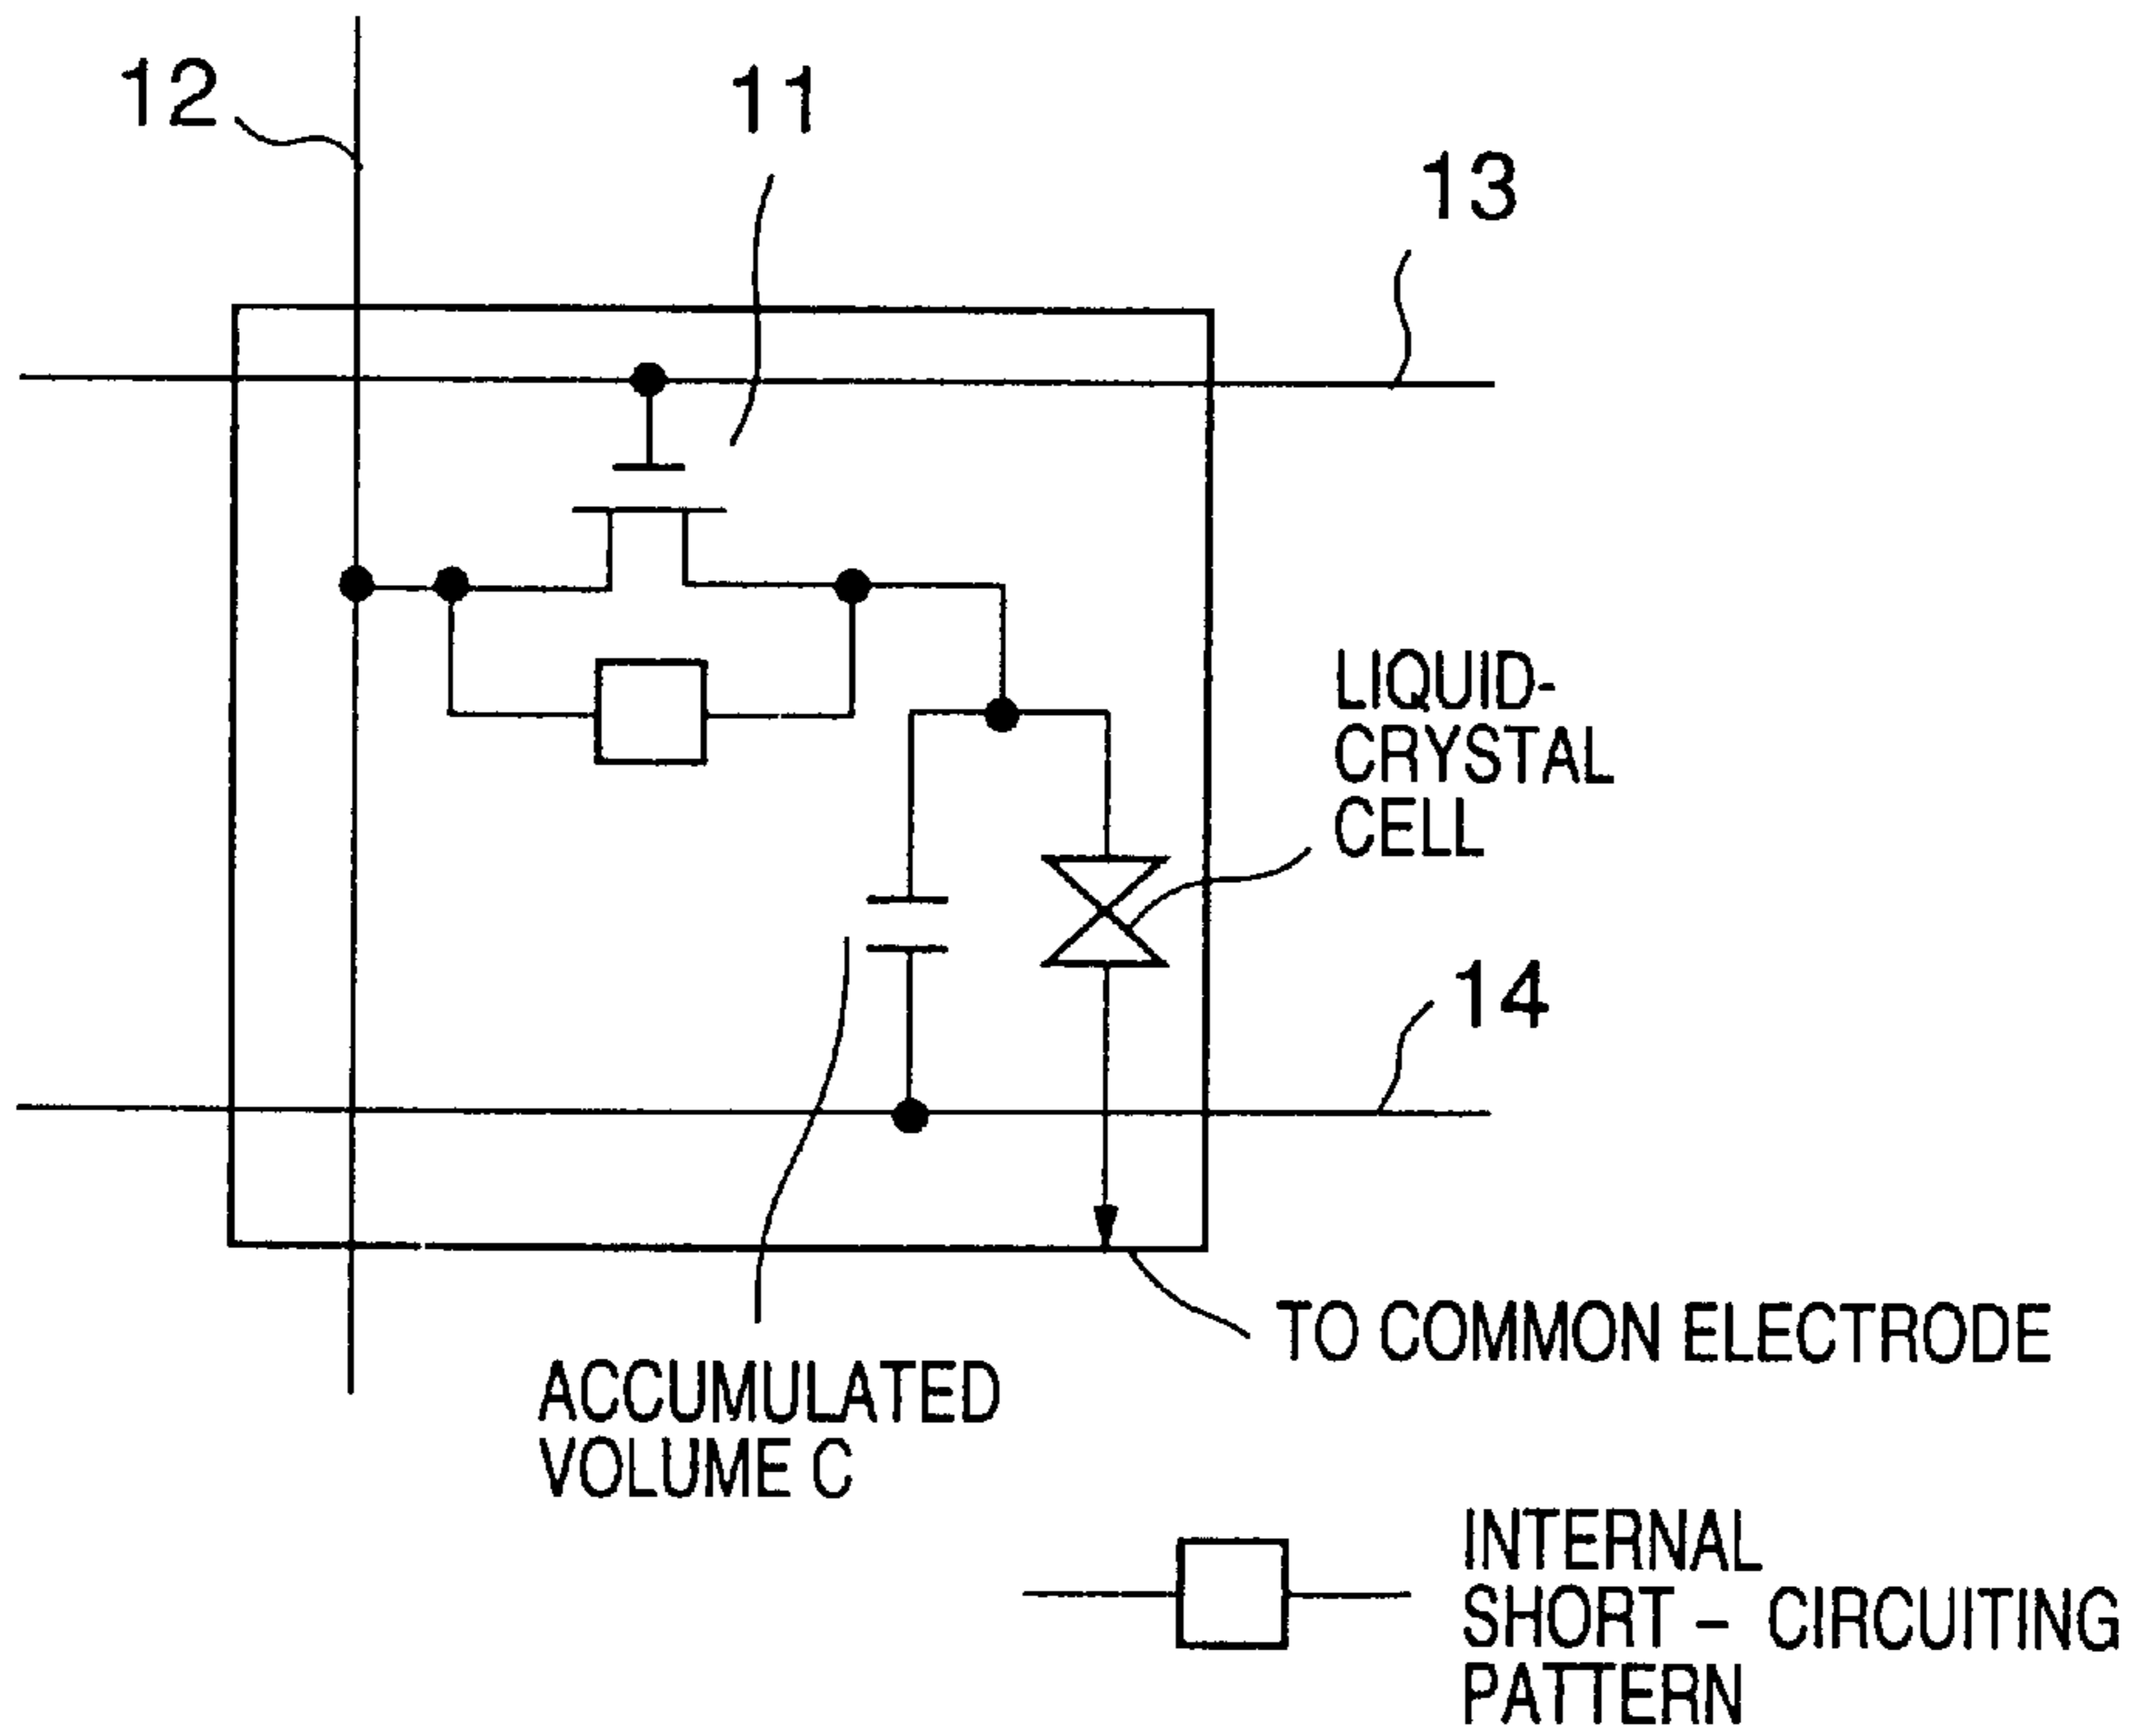 12
11
13
LIQUID-
CRYSTAL
CELL
14
TO COMMON ELECTRODE
ACCUMULATED
VOLUME C
INTERNAL
SHORT - CIRCUITING
PATTERN